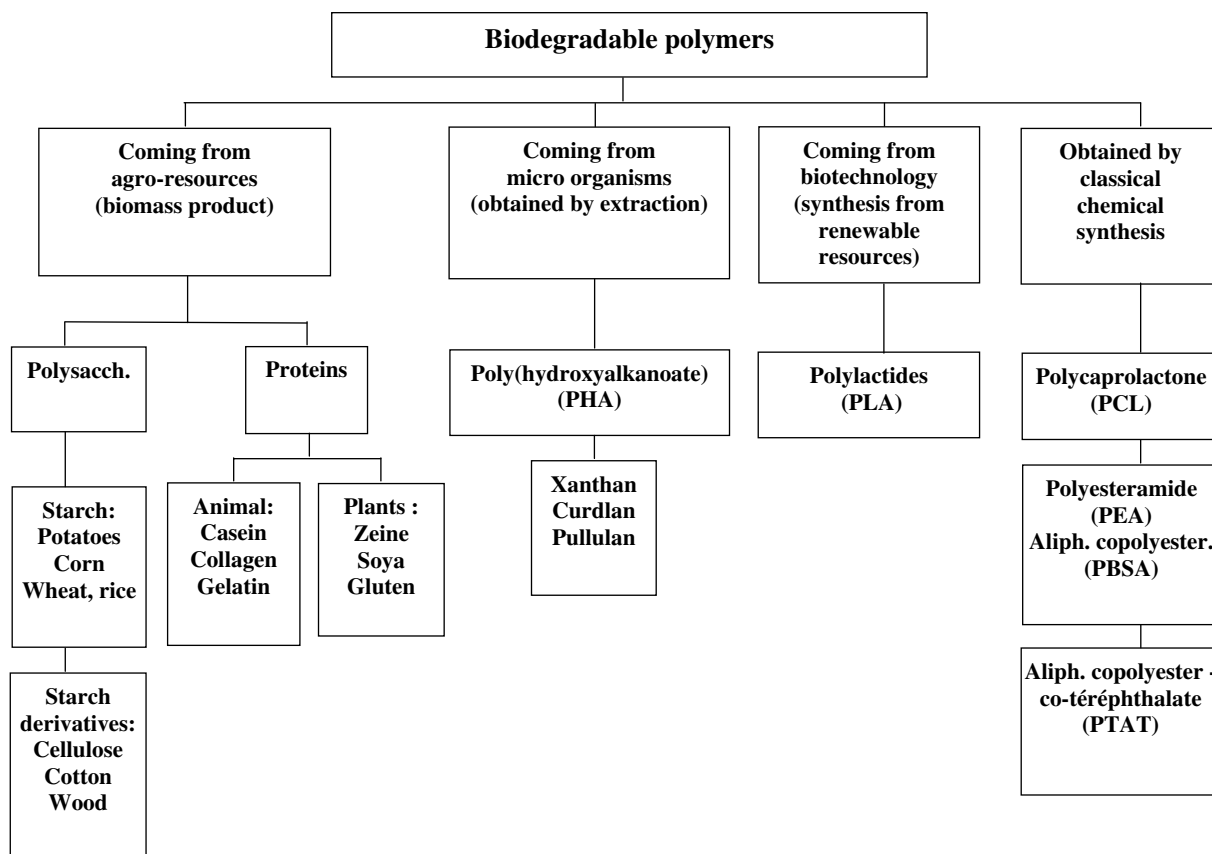 Biodegradable polymers
Coming from
agro-resources
(biomass product)
Coming from
micro organisms
(obtained by extraction)
Coming from
biotechnology
(synthesis from
renewable
resources)
Obtained by
classical
chemical
synthesis
Polysacch.
Proteins
Poly(hydroxyalkanoate)
(PHA)
Polylactides
(PLA)
Polycaprolactone
(PCL)
Starch:
Potatoes
Corn
Wheat, rice
Animal:
Casein
Collagen
Gelatin
Plants :
Zeine
Soya
Gluten
Xanthan
Curdlan
Pullulan
Polyesteramide
(PEA)
Aliph. copolyester.
(PBSA)
Starch
derivatives:
Cellulose
Cotton
Wood
Aliph. copolyester -
co-téréphthalate
(PTAT)